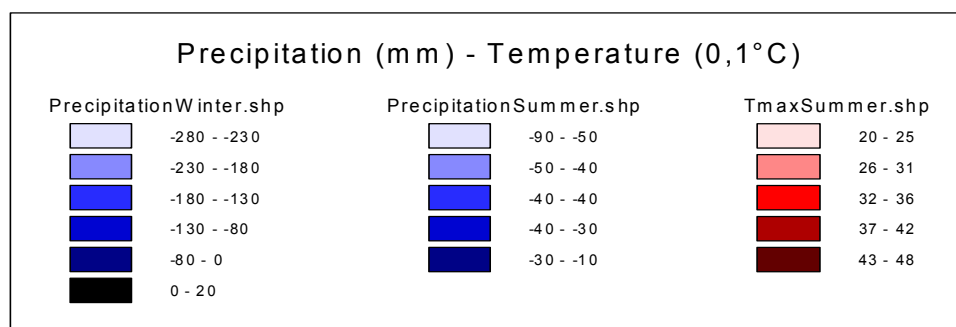 Precipitation (mm) - Temperature (0,1°C)
PrecipitationWinter.shp
-280 - -230
-230 - -180
-180 - -130
-130 - -80
-80 - 0
0 - 20
PrecipitationSummer.shp
-90 - -50
-50 - -40
-40 - -40
-40 - -30
-30 - -10
TmaxSummer.shp
20 - 25
26 - 31
32 - 36
37 - 42
43 - 48